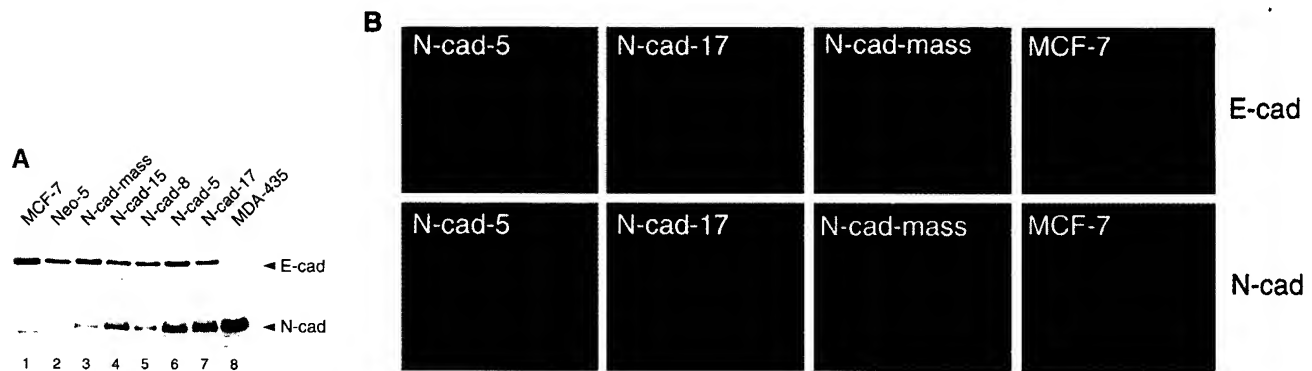 A
MCF-7
Neo-5
N-cad-mass
N-cad-15
N-cad-8
N-cad-5
N-cad-17
MDA-435
E-cad
N-cad
1 2 3 4 5 6 7 8
B
N-cad-5 N-cad-17 N-cad-mass MCF-7
E-cad
N-cad-5 N-cad-17 N-cad-mass MCF-7
N-cad